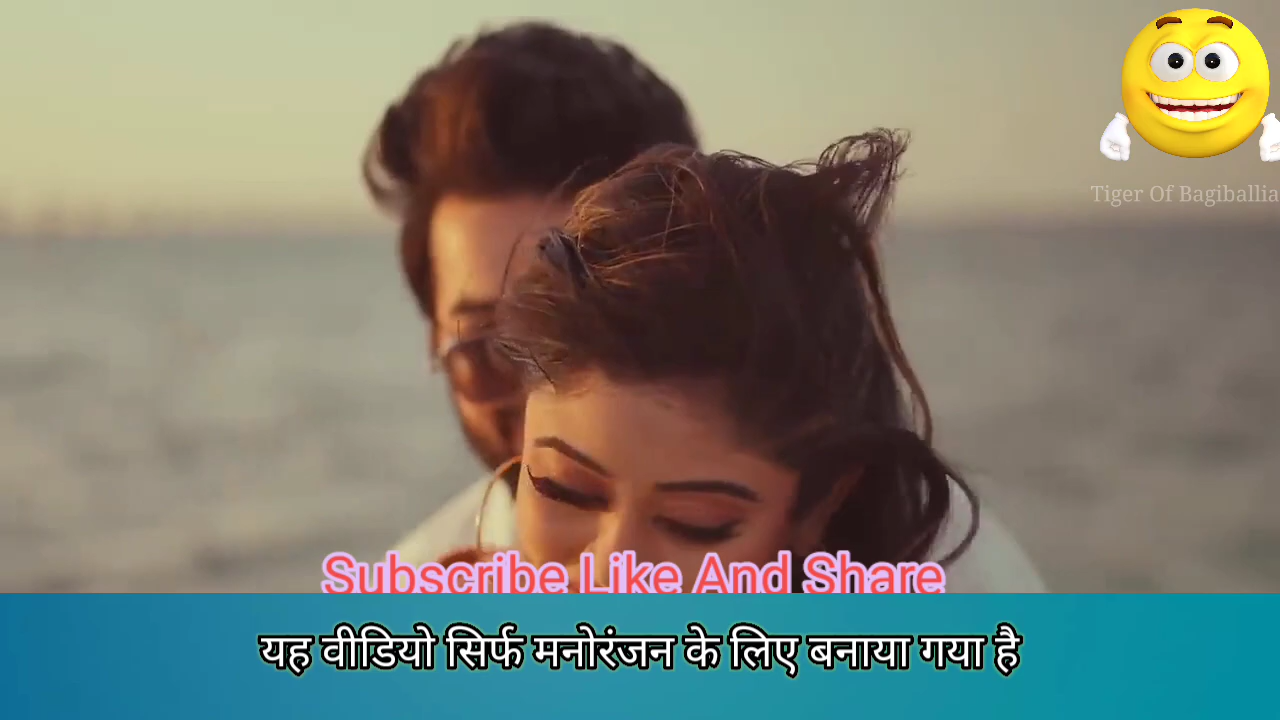 Tiger Of Bagiballia
Subscribe Like And Share
यह वीडियो सिर्फ मनोरंजन के लिए बनाया गया है